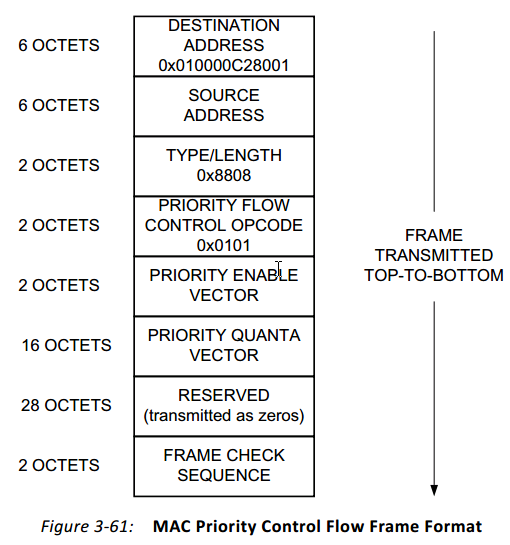 6 OCTETS
DESTINATION
ADDRESS
0x010000C28001
6 OCTETS
SOURCE
ADDRESS
2 OCTETS
TYPE/LENGTH
0x8808
2 OCTETS
PRIORITY FLOW
CONTROL OPCODE
0x0101
2 OCTETS
PRIORITY ENABLE
VECTOR
16 OCTETS
PRIORITY QUANTA
VECTOR
28 OCTETS
RESERVED
(transmitted as zeros)
2 OCTETS
FRAME CHECK
SEQUENCE
FRAME
TRANSMITTED
TOP-TO-BOTTOM
Figure 3-61: MAC Priority Control Flow Frame Format